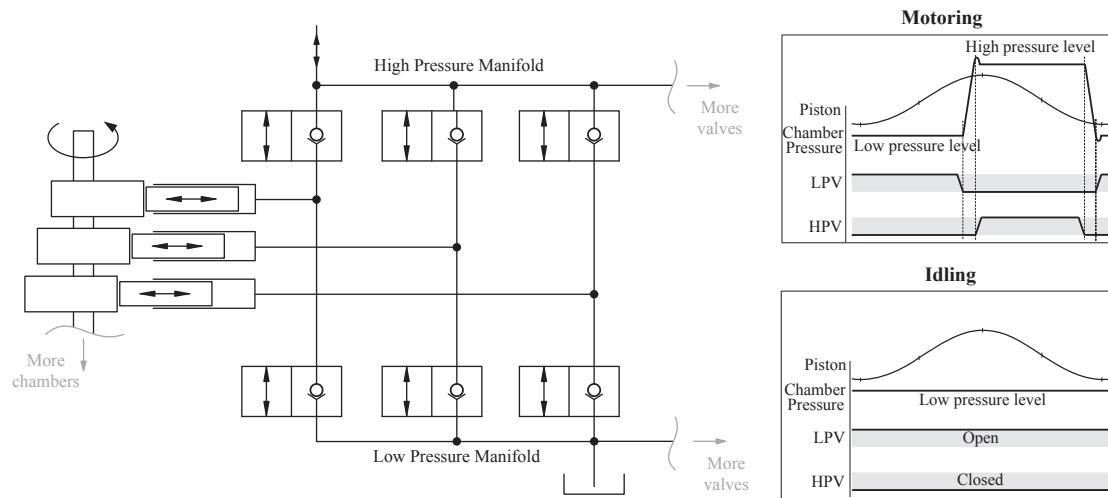 High Pressure Manifold
More
valves
More
chambers
Low Pressure Manifold
More
valves
Motoring
High pressure level
Piston
Chamber
Pressure
Low pressure level
LPV
HPV
Idling
Piston
Chamber
Pressure
Low pressure level
LPV
Open
HPV
Closed